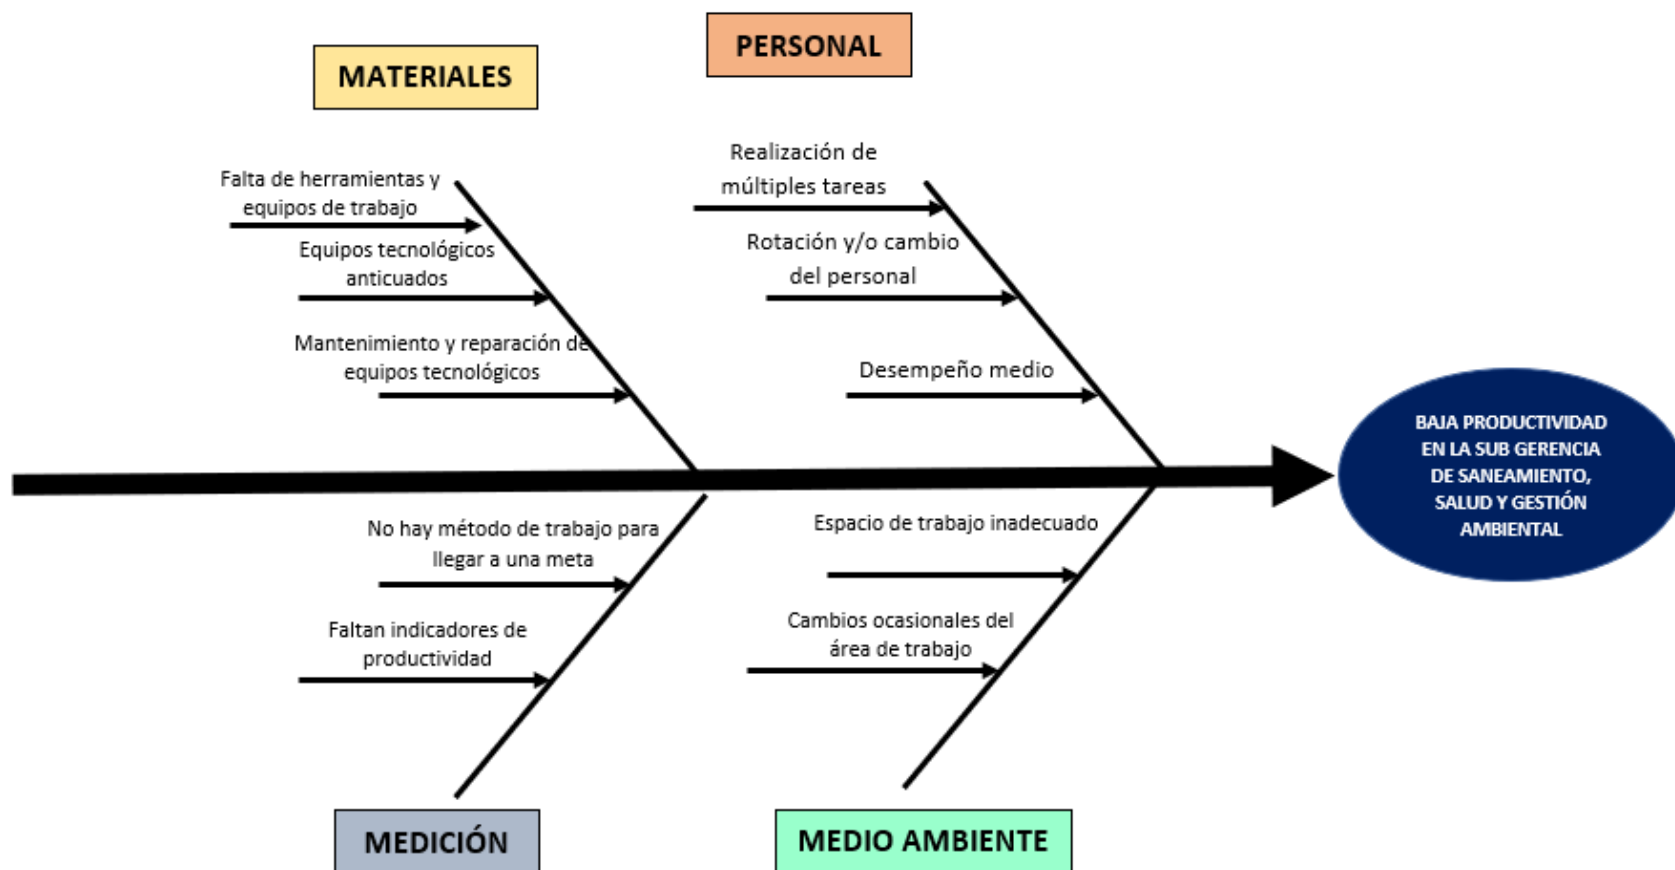 MATERIALES
PERSONAL
Falta de herramientas y
equipos de trabajo
Equipos tecnológicos
anticuados
Mantenimiento y reparación de
equipos tecnológicos
Realización de
múltiples tareas
Rotación y/o cambio
del personal
Desempeño medio
BAJA PRODUCTIVIDAD
EN LA SUB GERENCIA
DE SANEAMIENTO,
SALUD Y GESTIÓN
AMBIENTAL
No hay método de trabajo para
llegar a una meta
Faltan indicadores de
productividad
Espacio de trabajo inadecuado
Cambios ocasionales del
área de trabajo
MEDICIÓN
MEDIO AMBIENTE